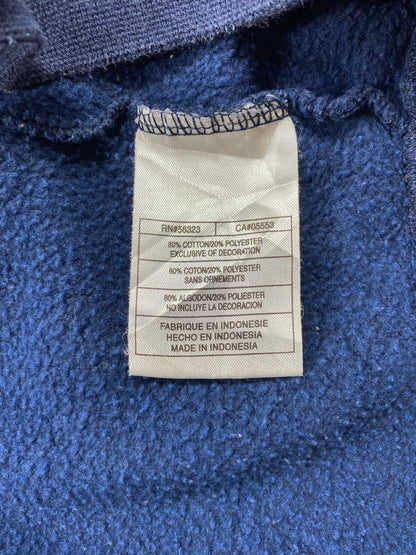 RN#56323 CA#05553
80% COTTON/20% POLYESTER
EXCLUSIVE OF DECORATION
80% COTON/20% POLYESTER
SANS ORNEMENTS
80% ALGODON/20% POLIESTER
NO INCLUYE LA DECORACION
FABRIQUE EN INDONESIE
HECHO EN INDONESIA
MADE IN INDONESIA